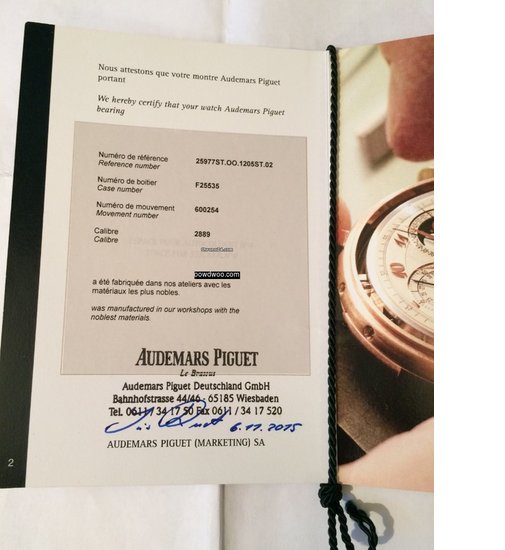 Nous attestons que votre montre Audemars Piguet
portant
We hereby certify that your watch Audemars Piguet
bearing
Numéro de référence
Reference number
25977ST.OO.1205ST.02
Numéro de boitier
Case number
F25535
Numéro de mouvement
Movement number
600254
Calibre
Calibre
2889
chrono24.com
powdwoo.com
a été fabriquée dans nos ateliers avec les
matériaux les plus nobles.
was manufactured in our workshops with the
noblest materials.
AUDEMARS PIGUET
Le Brassus
Audemars Piguet Deutschland GmbH
Bahnhofstrasse 44/46 · 65185 Wiesbaden
Tel. 0611 / 34 17 50 Fax 0611 / 34 17 520
6.11.2015
AUDEMARS PIGUET (MARKETING) SA
2